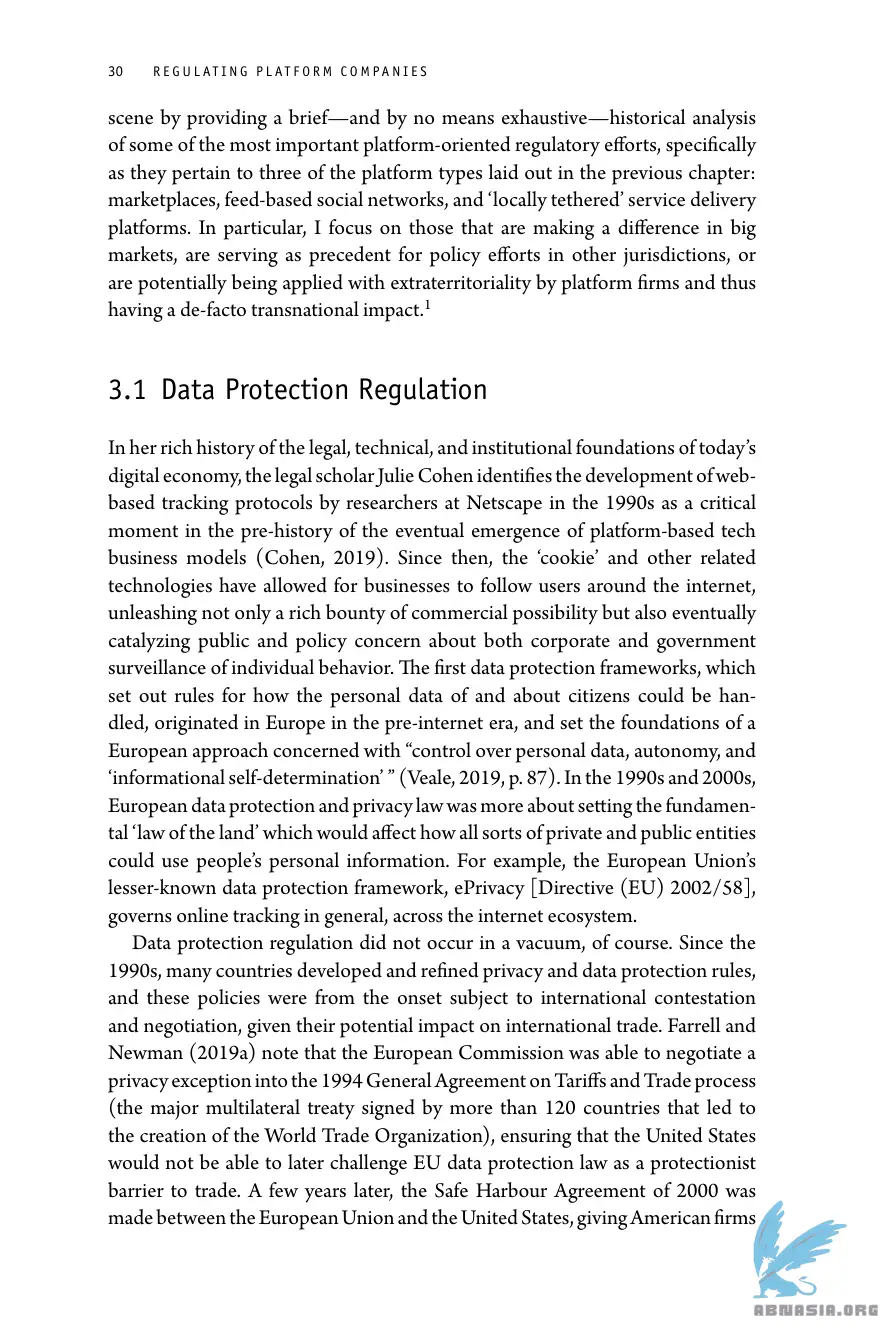 30 REGULATING PLATFORM COMPANIES
scene by providing a brief—and by no means exhaustive—historical analysis
of some of the most important platform-oriented regulatory efforts, specifically
as they pertain to three of the platform types laid out in the previous chapter:
marketplaces, feed-based social networks, and ‘locally tethered’ service delivery
platforms. In particular, I focus on those that are making a difference in big
markets, are serving as precedent for policy efforts in other jurisdictions, or
are potentially being applied with extraterritoriality by platform firms and thus
having a de-facto transnational impact.1
3.1 Data Protection Regulation
In her rich history of the legal, technical, and institutional foundations of today’s
digital economy, the legal scholar Julie Cohen identifies the development of web-
based tracking protocols by researchers at Netscape in the 1990s as a critical
moment in the pre-history of the eventual emergence of platform-based tech
business models (Cohen, 2019). Since then, the ‘cookie’ and other related
technologies have allowed for businesses to follow users around the internet,
unleashing not only a rich bounty of commercial possibility but also eventually
catalyzing public and policy concern about both corporate and government
surveillance of individual behavior. The first data protection frameworks, which
set out rules for how the personal data of and about citizens could be han-
dled, originated in Europe in the pre-internet era, and set the foundations of a
European approach concerned with “control over personal data, autonomy, and
‘informational self-determination’ ” (Veale, 2019, p. 87). In the 1990s and 2000s,
European data protection and privacy law was more about setting the fundamen-
tal ‘law of the land’ which would affect how all sorts of private and public entities
could use people’s personal information. For example, the European Union’s
lesser-known data protection framework, ePrivacy [Directive (EU) 2002/58],
governs online tracking in general, across the internet ecosystem.
Data protection regulation did not occur in a vacuum, of course. Since the
1990s, many countries developed and refined privacy and data protection rules,
and these policies were from the onset subject to international contestation
and negotiation, given their potential impact on international trade. Farrell and
Newman (2019a) note that the European Commission was able to negotiate a
privacy exception into the 1994 General Agreement on Tariffs and Trade process
(the major multilateral treaty signed by more than 120 countries that led to
the creation of the World Trade Organization), ensuring that the United States
would not be able to later challenge EU data protection law as a protectionist
barrier to trade. A few years later, the Safe Harbour Agreement of 2000 was
made between the European Union and the United States, giving American firms
ABNASIA.ORG